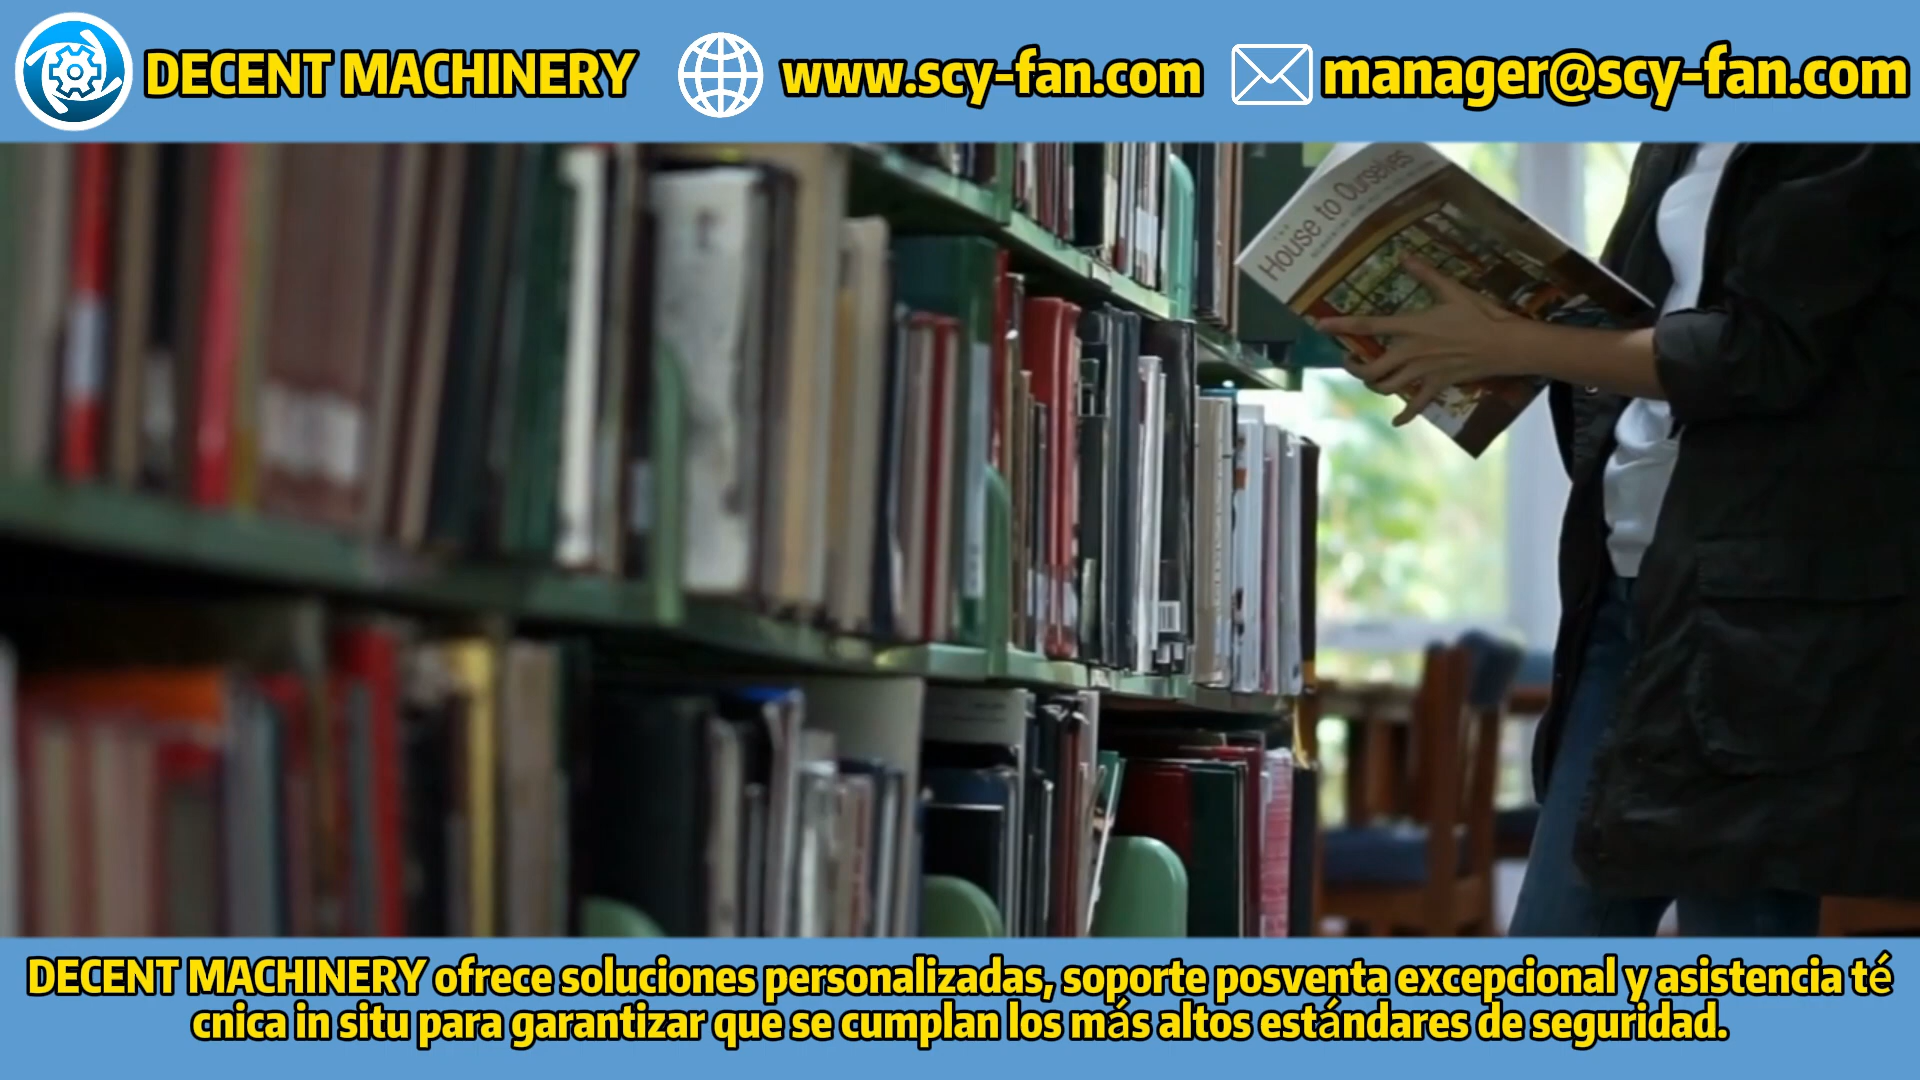 DECENT MACHINERY
www.scy-fan.com
manager@scy-fan.com
House to Ourselves
DECENT MACHINERY ofrece soluciones personalizadas, soporte posventa excepcional y asistencia té
cnica in situ para garantizar que se cumplan los más altos estándares de seguridad.